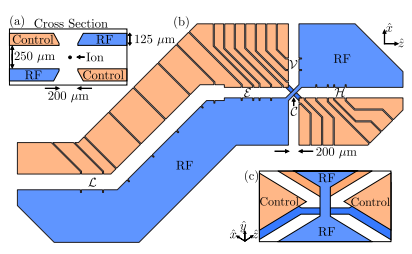 (a)
Cross Section
Control
RF
125 μm
250 μm
Ion
RF
Control
200 μm
(b)
RF
x̂
ẑ
𝒱
ℰ
ℋ
𝒞
RF
200 μm
ℒ
(c)
RF
Control
Control
RF
ŷ
x̂
ẑ